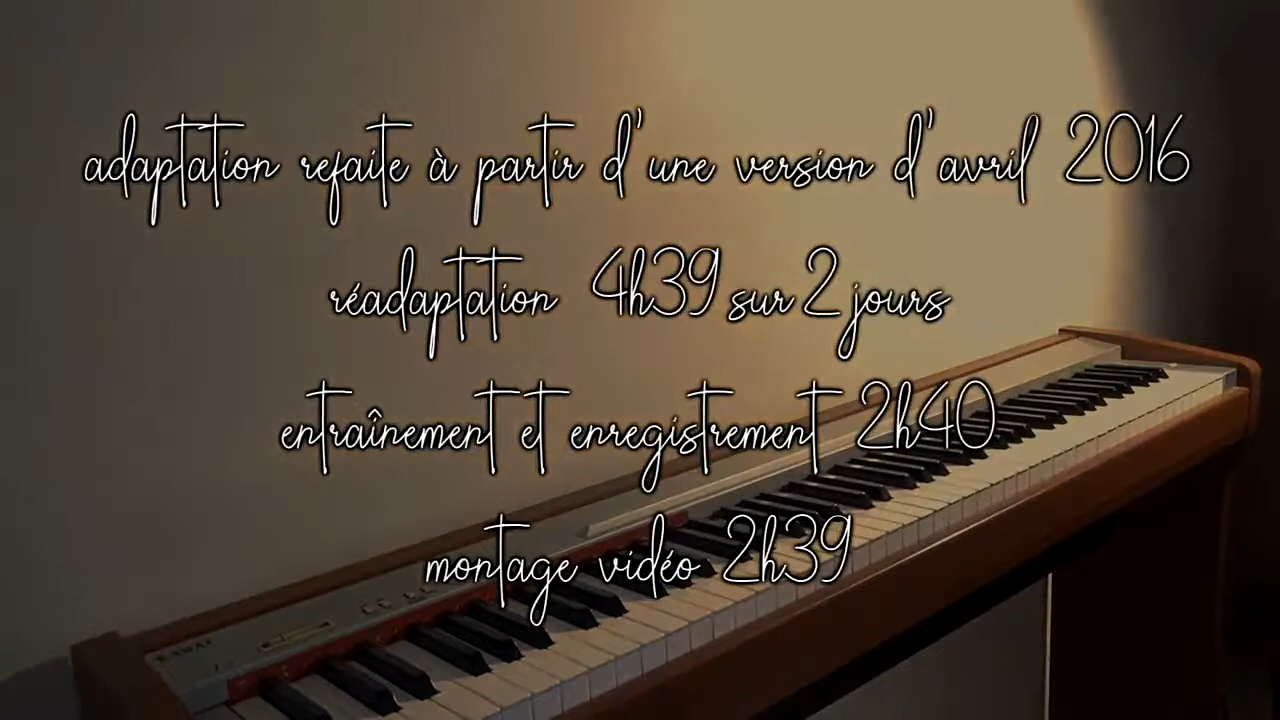 adaptation refaite à partir d'une version d'avril 2016
réadaptation 4h39 sur 2 jours
entraînement et enregistrement 2h40
montage vidéo 2h39
KAWAI